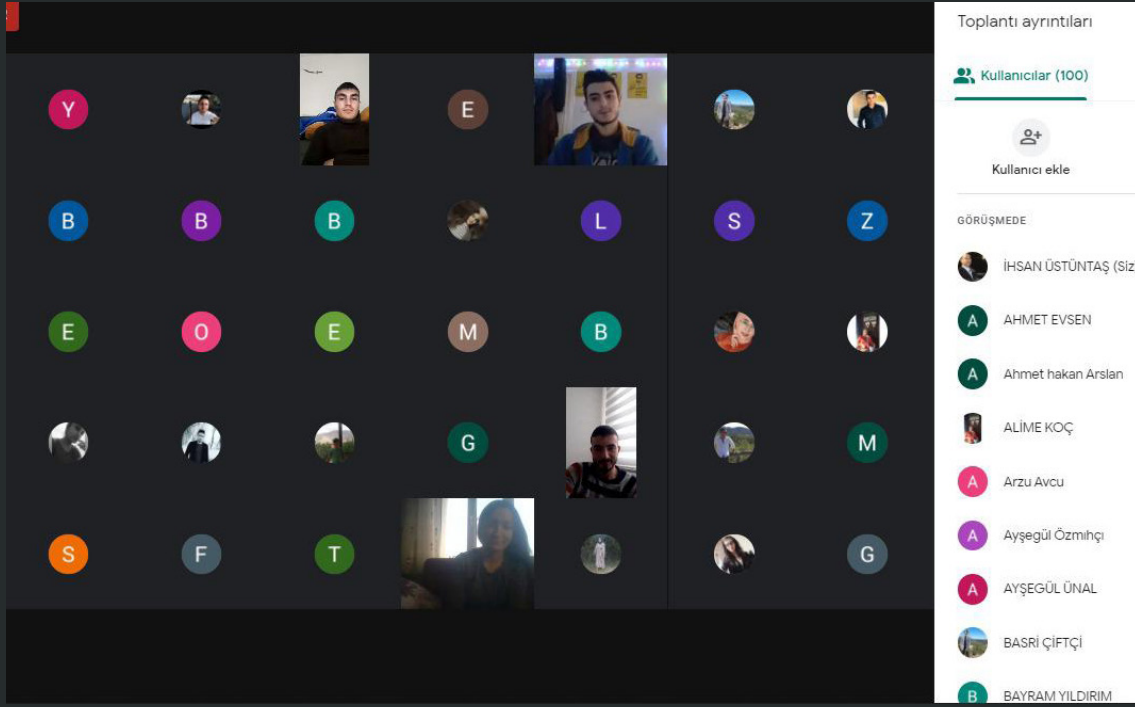 Y
E
B
B
B
L
S
Z
E
O
E
M
B
G
M
S
F
T
G
Toplantı ayrıntıları
Kullanıcılar (100)
Kullanıcı ekle
GÖRÜŞMEDE
İHSAN ÜSTÜNTAŞ (Siz
A AHMET EVSEN
A Ahmet hakan Arslan
ALİME KOÇ
A Arzu Avcu
A Ayşegül Özmıhçı
A AYŞEGÜL ÜNAL
BASRİ ÇİFTÇİ
B BAYRAM YILDIRIM